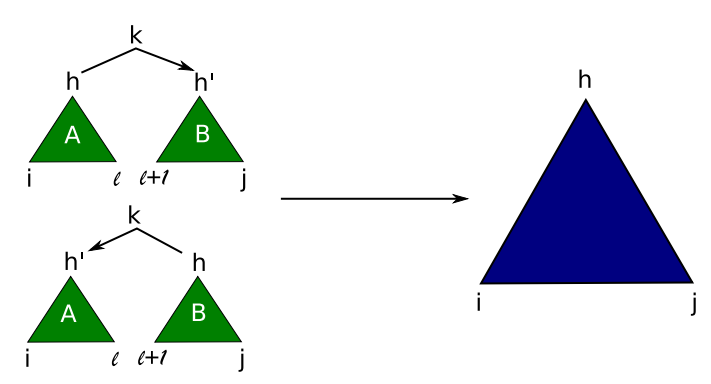 k
h h'
A B
i ℓ ℓ+1 j
k
h' h
A B
i ℓ ℓ+1 j
h
i j